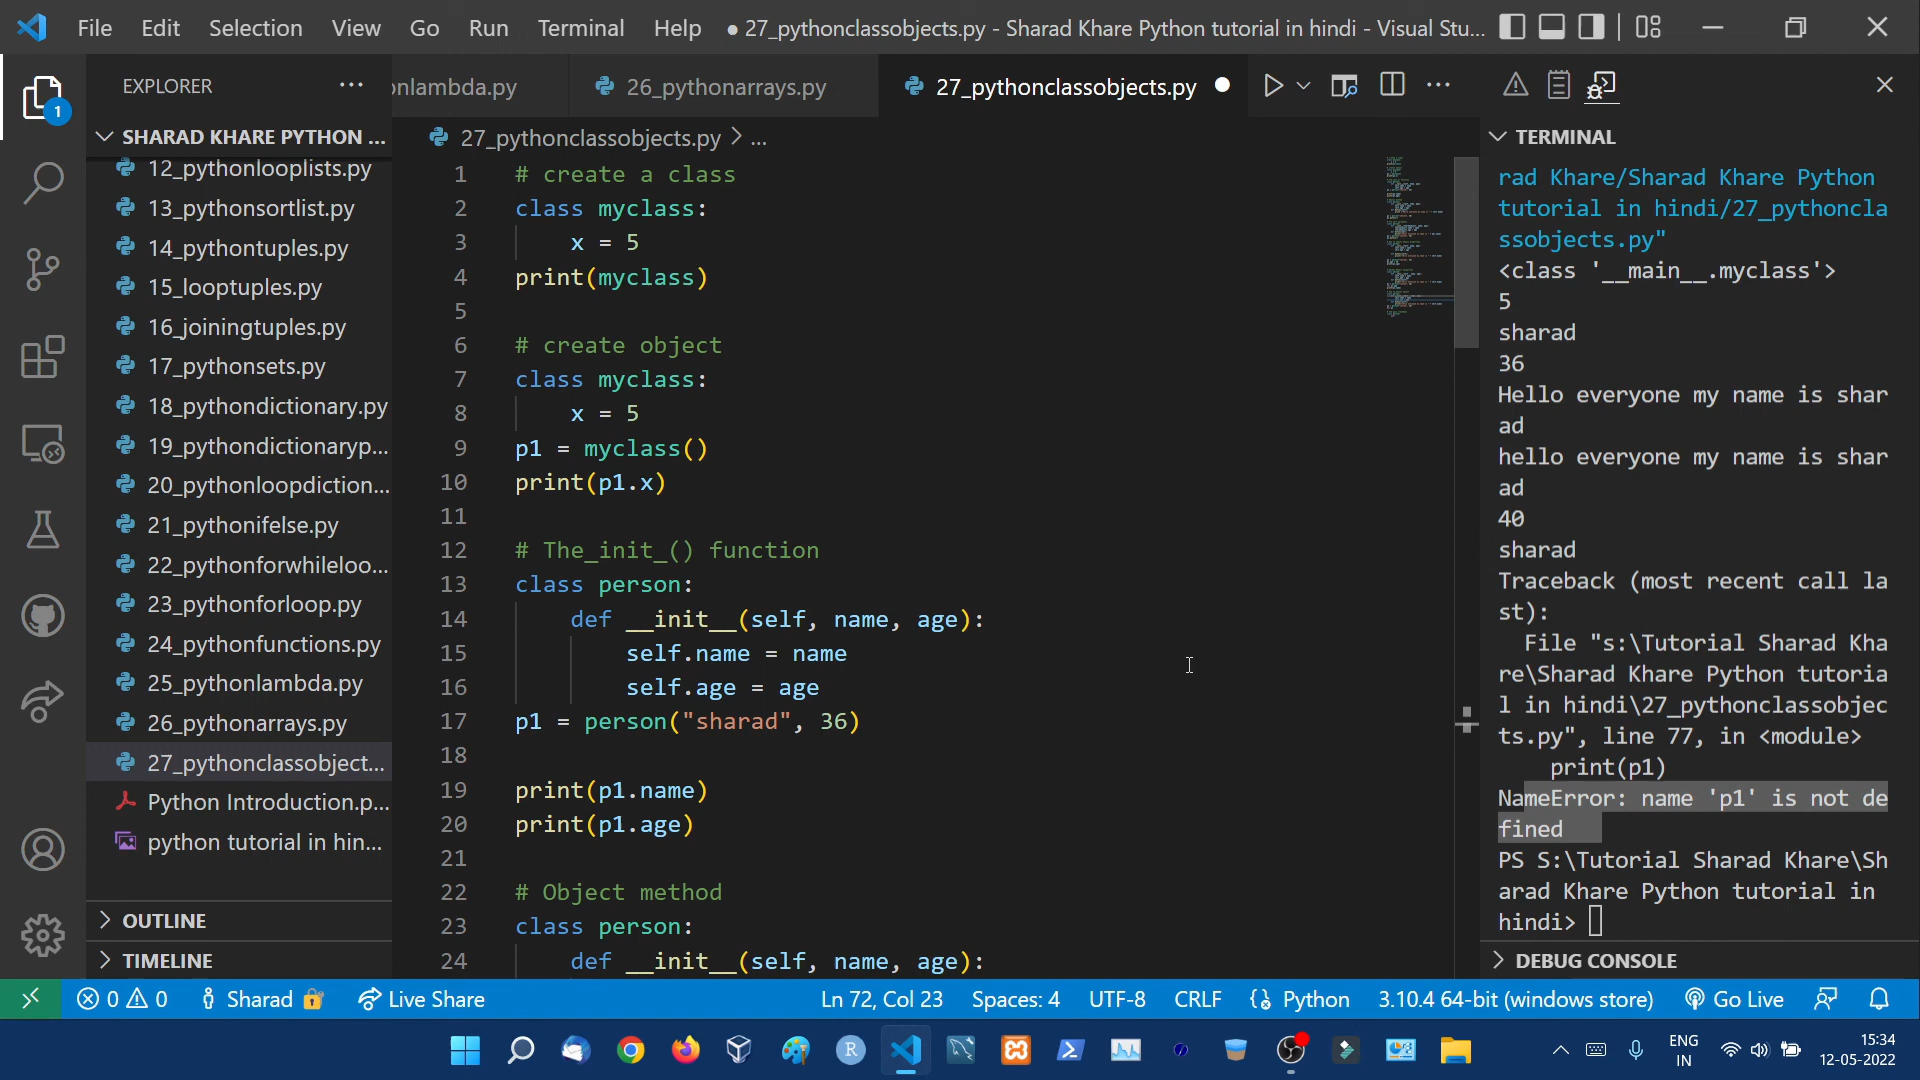 File Edit Selection View Go Run Terminal Help ● 27_pythonclassobjects.py - Sharad Khare Python tutorial in hindi - Visual Stu...
EXPLORER ...
nlambda.py 26_pythonarrays.py 27_pythonclassobjects.py ●
1
SHARAD KHARE PYTHON ...
12_pythonlooplists.py
13_pythonsortlist.py
14_pythontuples.py
15_looptuples.py
16_joiningtuples.py
17_pythonsets.py
18_pythondictionary.py
19_pythondictionaryp...
20_pythonloopdiction...
21_pythonifelse.py
22_pythonforwhileloo...
23_pythonforloop.py
24_pythonfunctions.py
25_pythonlambda.py
26_pythonarrays.py
27_pythonclassobject...
Python Introduction.p...
python tutorial in hin...
OUTLINE
TIMELINE
27_pythonclassobjects.py > ...
1 # create a class
2 class myclass:
3 x = 5
4 print(myclass)
5
6 # create object
7 class myclass:
8 x = 5
9 p1 = myclass()
10 print(p1.x)
11
12 # The_init_() function
13 class person:
14 def __init__(self, name, age):
15 self.name = name
16 self.age = age
17 p1 = person("sharad", 36)
18
19 print(p1.name)
20 print(p1.age)
21
22 # Object method
23 class person:
24 def __init__(self, name, age):
TERMINAL
rad Khare/Sharad Khare Python
tutorial in hindi/27_pythoncla
ssobjects.py"
<class '__main__.myclass'>
5
sharad
36
Hello everyone my name is shar
ad
hello everyone my name is shar
ad
40
sharad
Traceback (most recent call la
st):
File "s:\Tutorial Sharad Kha
re\Sharad Khare Python tutoria
l in hindi\27_pythonclassobjec
ts.py", line 77, in <module>
print(p1)
NameError: name 'p1' is not de
fined
PS S:\Tutorial Sharad Khare\Sh
arad Khare Python tutorial in
hindi>
DEBUG CONSOLE
0 0 Sharad Live Share Ln 72, Col 23 Spaces: 4 UTF-8 CRLF Python 3.10.4 64-bit (windows store) Go Live
R
ENG
IN
15:34
12-05-2022